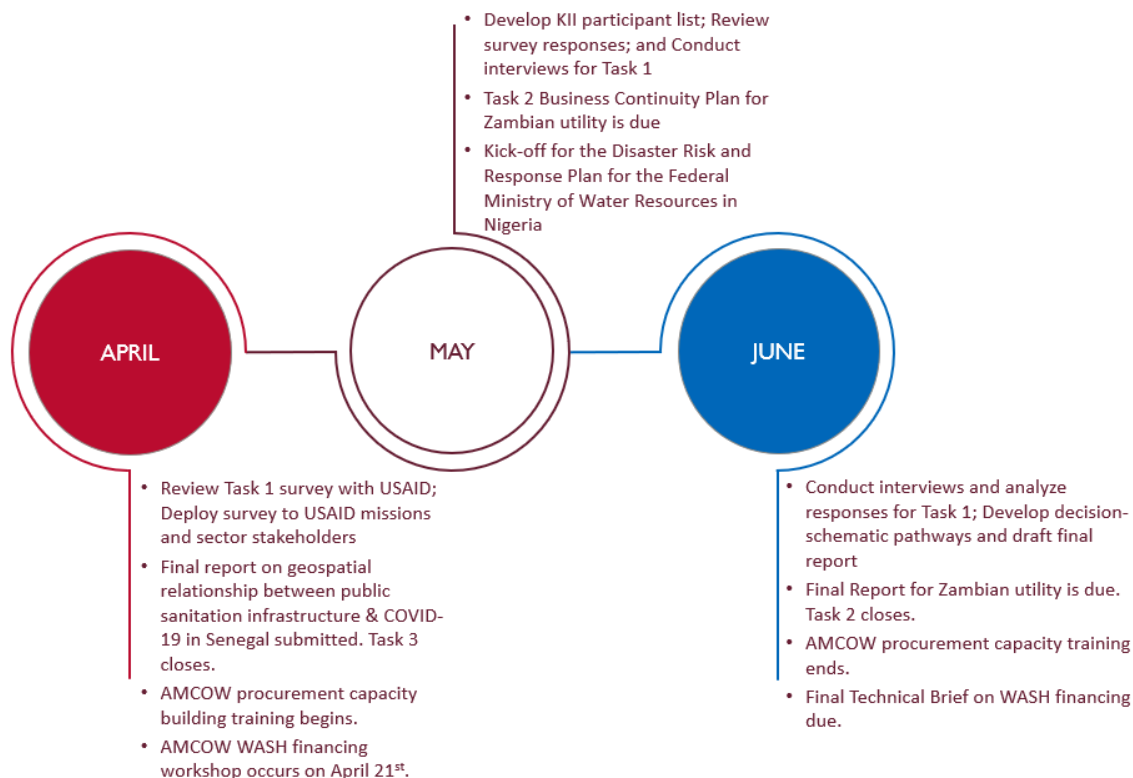 APRIL
• Review Task 1 survey with USAID;
Deploy survey to USAID missions
and sector stakeholders
• Final report on geospatial
relationship between public
sanitation infrastructure & COVID-
19 in Senegal submitted. Task 3
closes.
• AMCOW procurement capacity
building training begins.
• AMCOW WASH financing
workshop occurs on April 21st.
MAY
• Develop KII participant list; Review
survey responses; and Conduct
interviews for Task 1
• Task 2 Business Continuity Plan for
Zambian utility is due
• Kick-off for the Disaster Risk and
Response Plan for the Federal
Ministry of Water Resources in
Nigeria
JUNE
• Conduct interviews and analyze
responses for Task 1; Develop decision-
schematic pathways and draft final
report
• Final Report for Zambian utility is due.
Task 2 closes.
• AMCOW procurement capacity training
ends.
• Final Technical Brief on WASH financing
due.